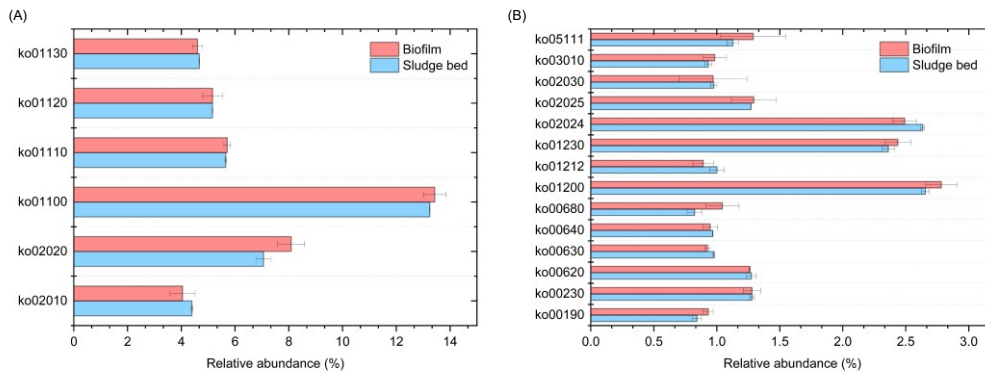 (A)
Biofilm
Sludge bed
ko01130
ko01120
ko01110
ko01100
ko02020
ko02010
0 2 4 6 8 10 12 14
Relative abundance (%)
(B)
Biofilm
Sludge bed
ko05111
ko03010
ko02030
ko02025
ko02024
ko01230
ko01212
ko01200
ko00680
ko00640
ko00630
ko00620
ko00230
ko00190
0.0 0.5 1.0 1.5 2.0 2.5 3.0
Relative abundance (%)